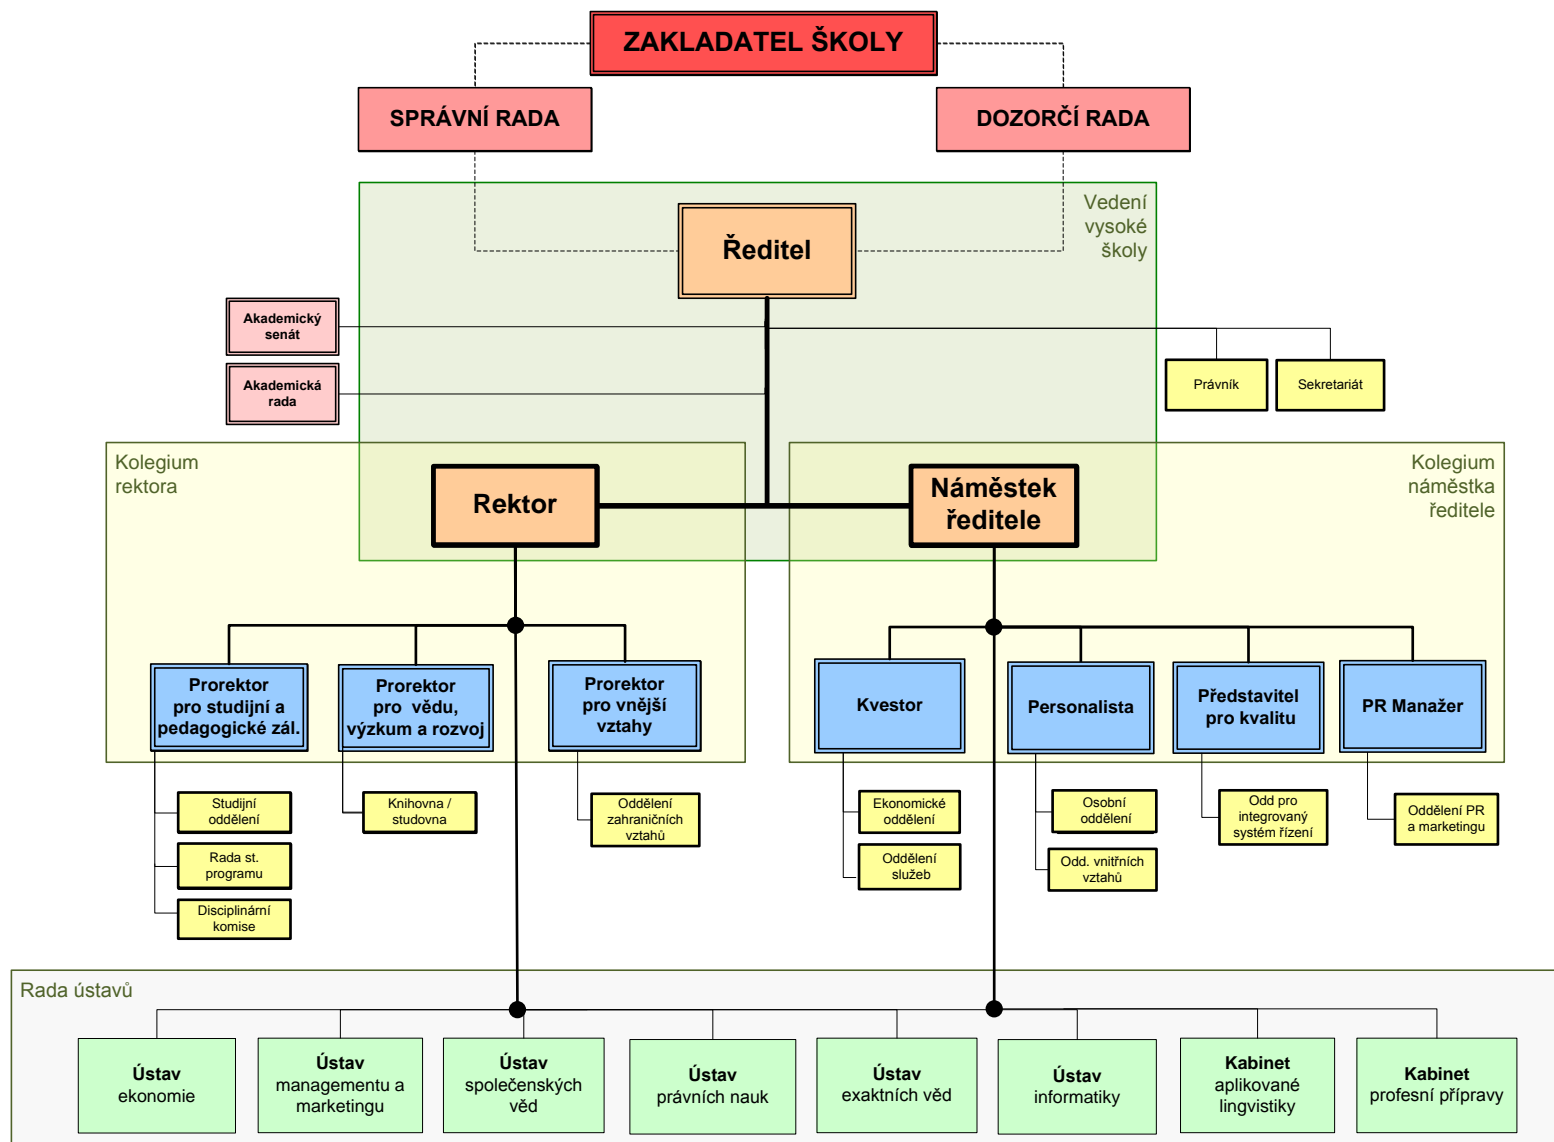 ZAKLADATEL ŠKOLY
SPRÁVNÍ RADA
DOZORČÍ RADA
Vedení
vysoké
školy
Ředitel
Akademický
senát
Akademická
rada
Právník
Sekretariát
Kolegium
rektora
Rektor
Náměstek
ředitele
Kolegium
náměstka
ředitele
Prorektor
pro studijní a
pedagogické zál.
Prorektor
pro vědu,
výzkum a rozvoj
Prorektor
pro vnější
vztahy
Kvestor
Personalista
Představitel
pro kvalitu
PR Manažer
Studijní
oddělení
Rada st.
programu
Disciplinární
komise
Knihovna /
studovna
Oddělení
zahraničních
vztahů
Ekonomické
oddělení
Oddělení
služeb
Osobní
oddělení
Odd. vnitřních
vztahů
Odd pro
integrovaný
systém řízení
Oddělení PR
a marketingu
Rada ústavů
Ústav
ekonomie
Ústav
managementu a
marketingu
Ústav
společenských
věd
Ústav
právních nauk
Ústav
exaktních věd
Ústav
informatiky
Kabinet
aplikované
lingvistiky
Kabinet
profesní přípravy